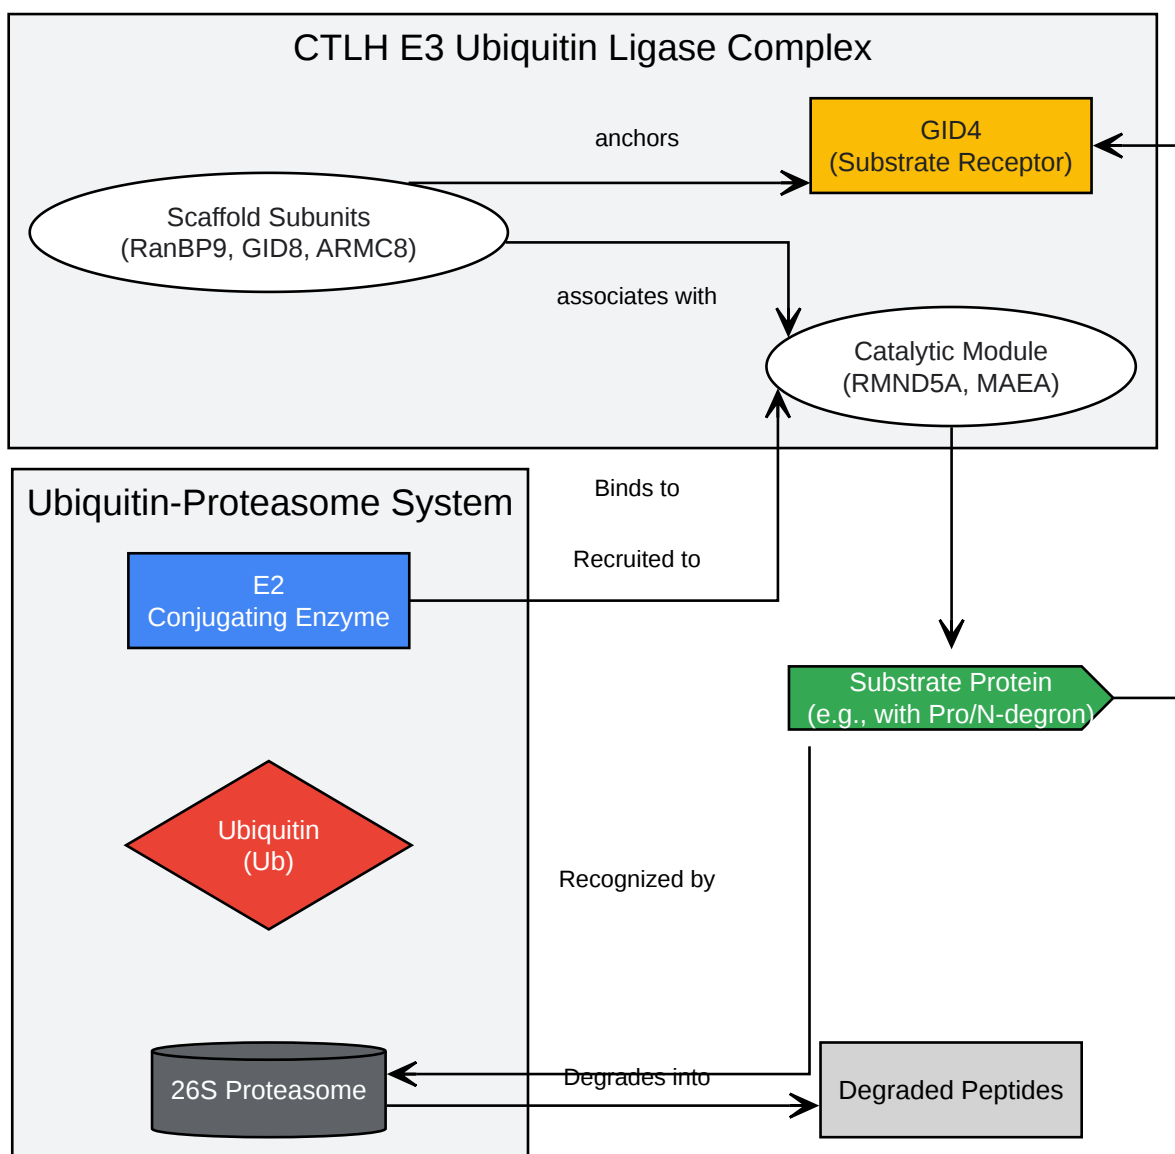 CTLH E3 Ubiquitin Ligase Complex
anchors
GID4
(Substrate Receptor)
Scaffold Subunits
(RanBP9, GID8, ARMC8)
associates with
Catalytic Module
(RMND5A, MAEA)
Ubiquitin-Proteasome System
Binds to
Recruited to
E2
Conjugating Enzyme
Substrate Protein
(e.g., with Pro/N-degron)
Ubiquitin
(Ub)
Recognized by
26S Proteasome
Degrades into
Degraded Peptides